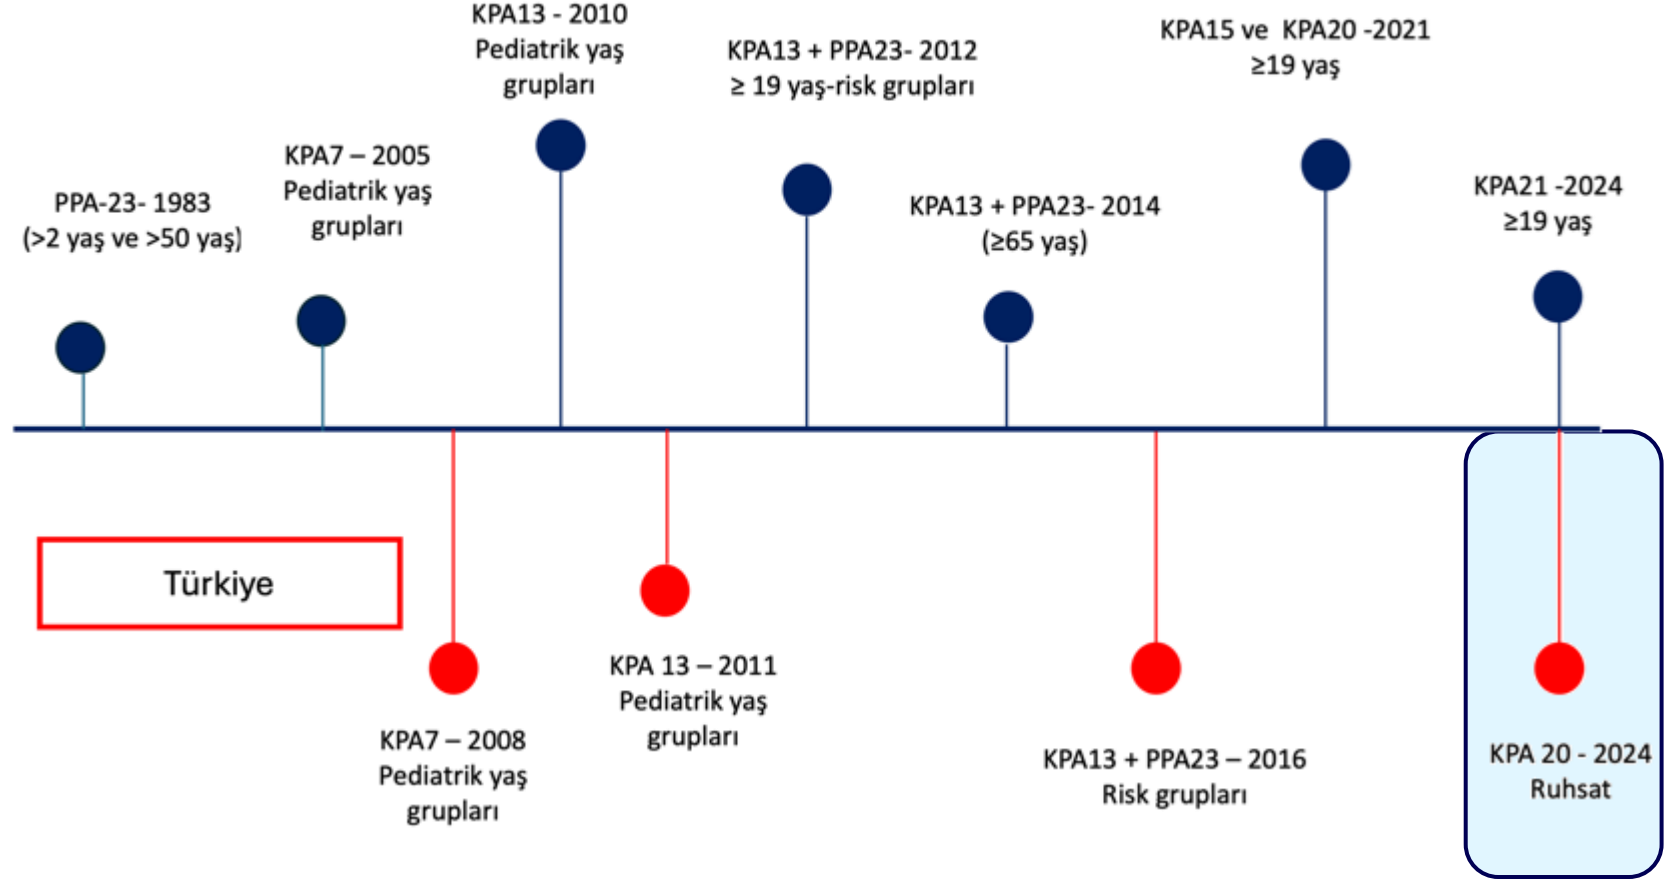 PPA-23- 1983
(>2 yaş ve >50 yaş)
KPA7 – 2005
Pediatrik yaş
grupları
KPA13 - 2010
Pediatrik yaş
grupları
KPA13 + PPA23- 2012
≥ 19 yaş-risk grupları
KPA13 + PPA23- 2014
(≥65 yaş)
KPA15 ve  KPA20 -2021
≥19 yaş
KPA21 -2024
≥19 yaş
Türkiye
KPA7 – 2008
Pediatrik yaş
grupları
KPA 13 – 2011
Pediatrik yaş
grupları
KPA13 + PPA23 – 2016
Risk grupları
KPA 20 - 2024
Ruhsat